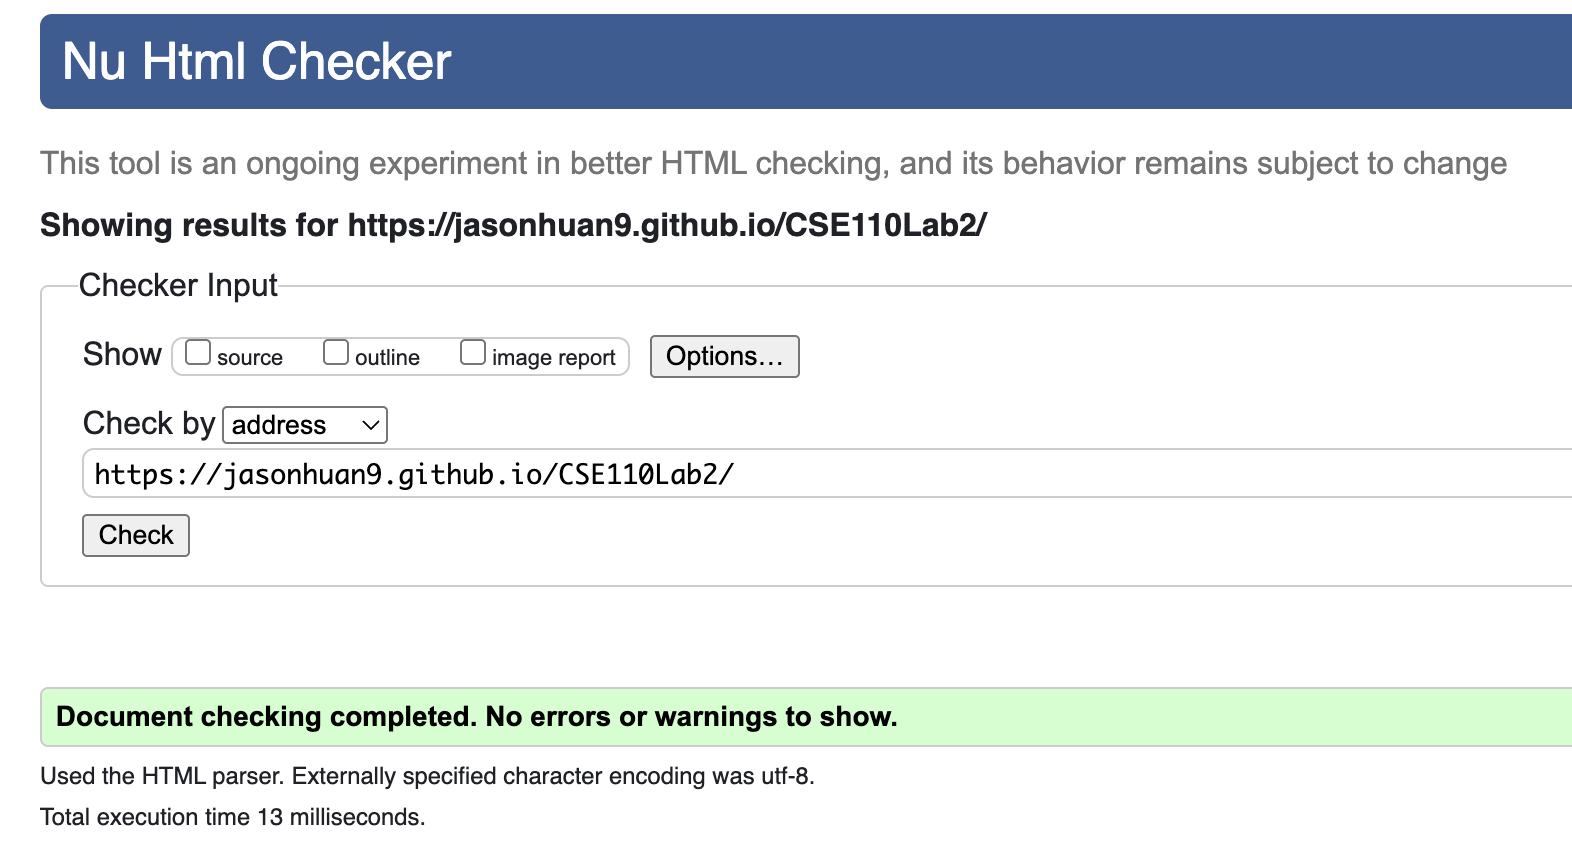 Nu Html Checker
This tool is an ongoing experiment in better HTML checking, and its behavior remains subject to change
Showing results for https://jasonhuan9.github.io/CSE110Lab2/
Checker Input
Show source outline image report Options...
Check by address
https://jasonhuan9.github.io/CSE110Lab2/
Check
Document checking completed. No errors or warnings to show.
Used the HTML parser. Externally specified character encoding was utf-8.
Total execution time 13 milliseconds.